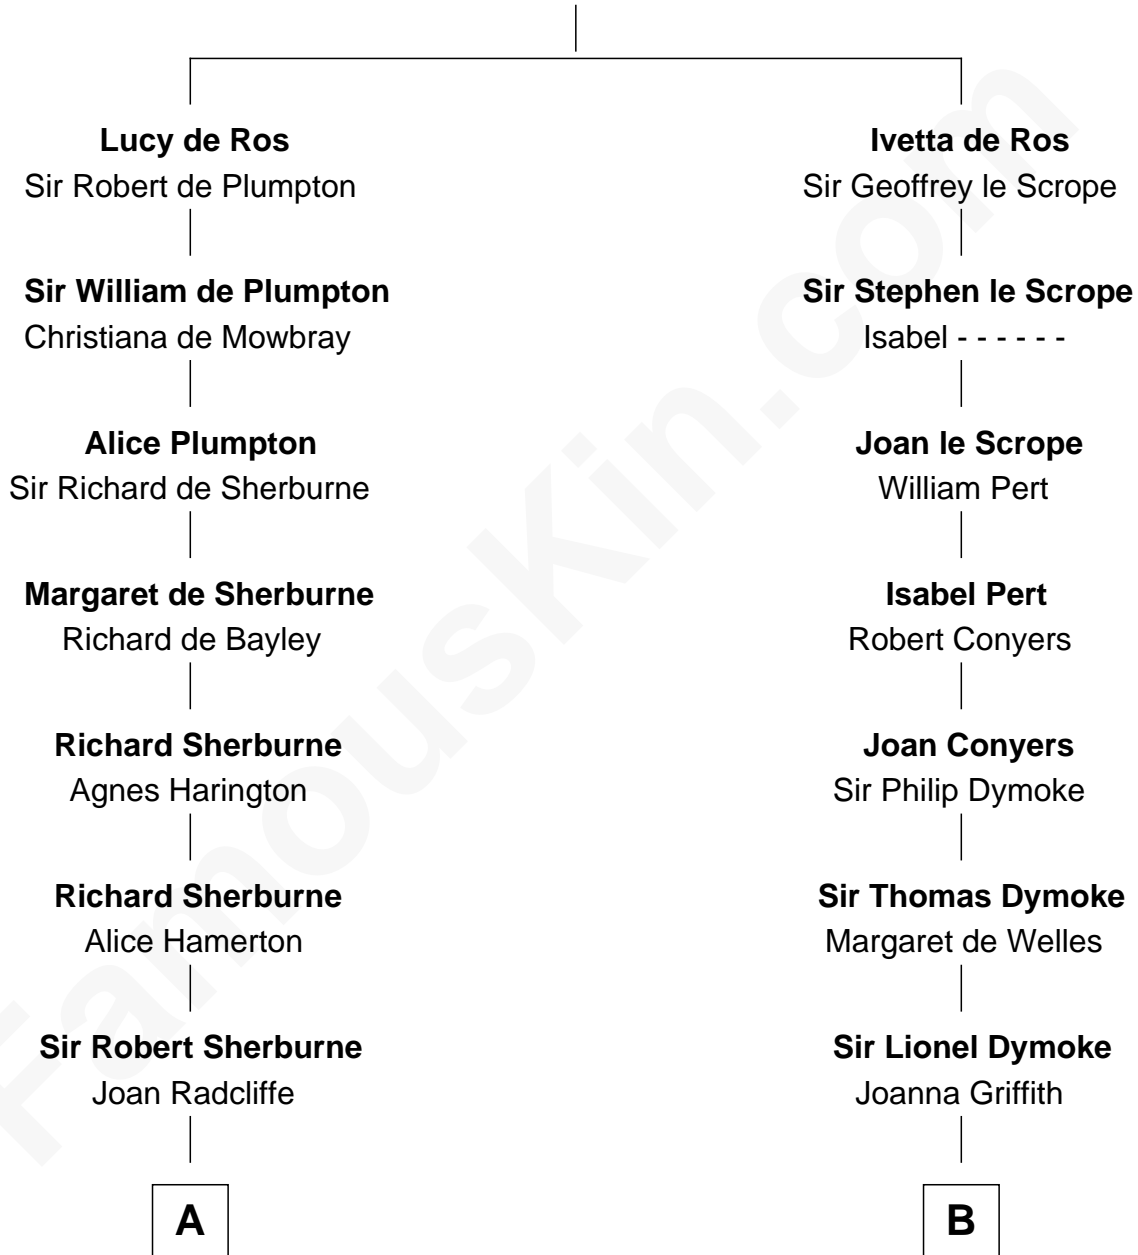 Lucy de Ros
Sir Robert de Plumpton
Sir William de Plumpton
Christiana de Mowbray
Alice Plumpton
Sir Richard de Sherburne
Margaret de Sherburne
Richard de Bayley
Richard Sherburne
Agnes Harington
Richard Sherburne
Alice Hamerton
Sir Robert Sherburne
Joan Radcliffe
A
Ivetta de Ros
Sir Geoffrey le Scrope
Sir Stephen le Scrope
Isabel - - - - - -
Joan le Scrope
William Pert
Isabel Pert
Robert Conyers
Joan Conyers
Sir Philip Dymoke
Sir Thomas Dymoke
Margaret de Welles
Sir Lionel Dymoke
Joanna Griffith
B
FamousKin.com